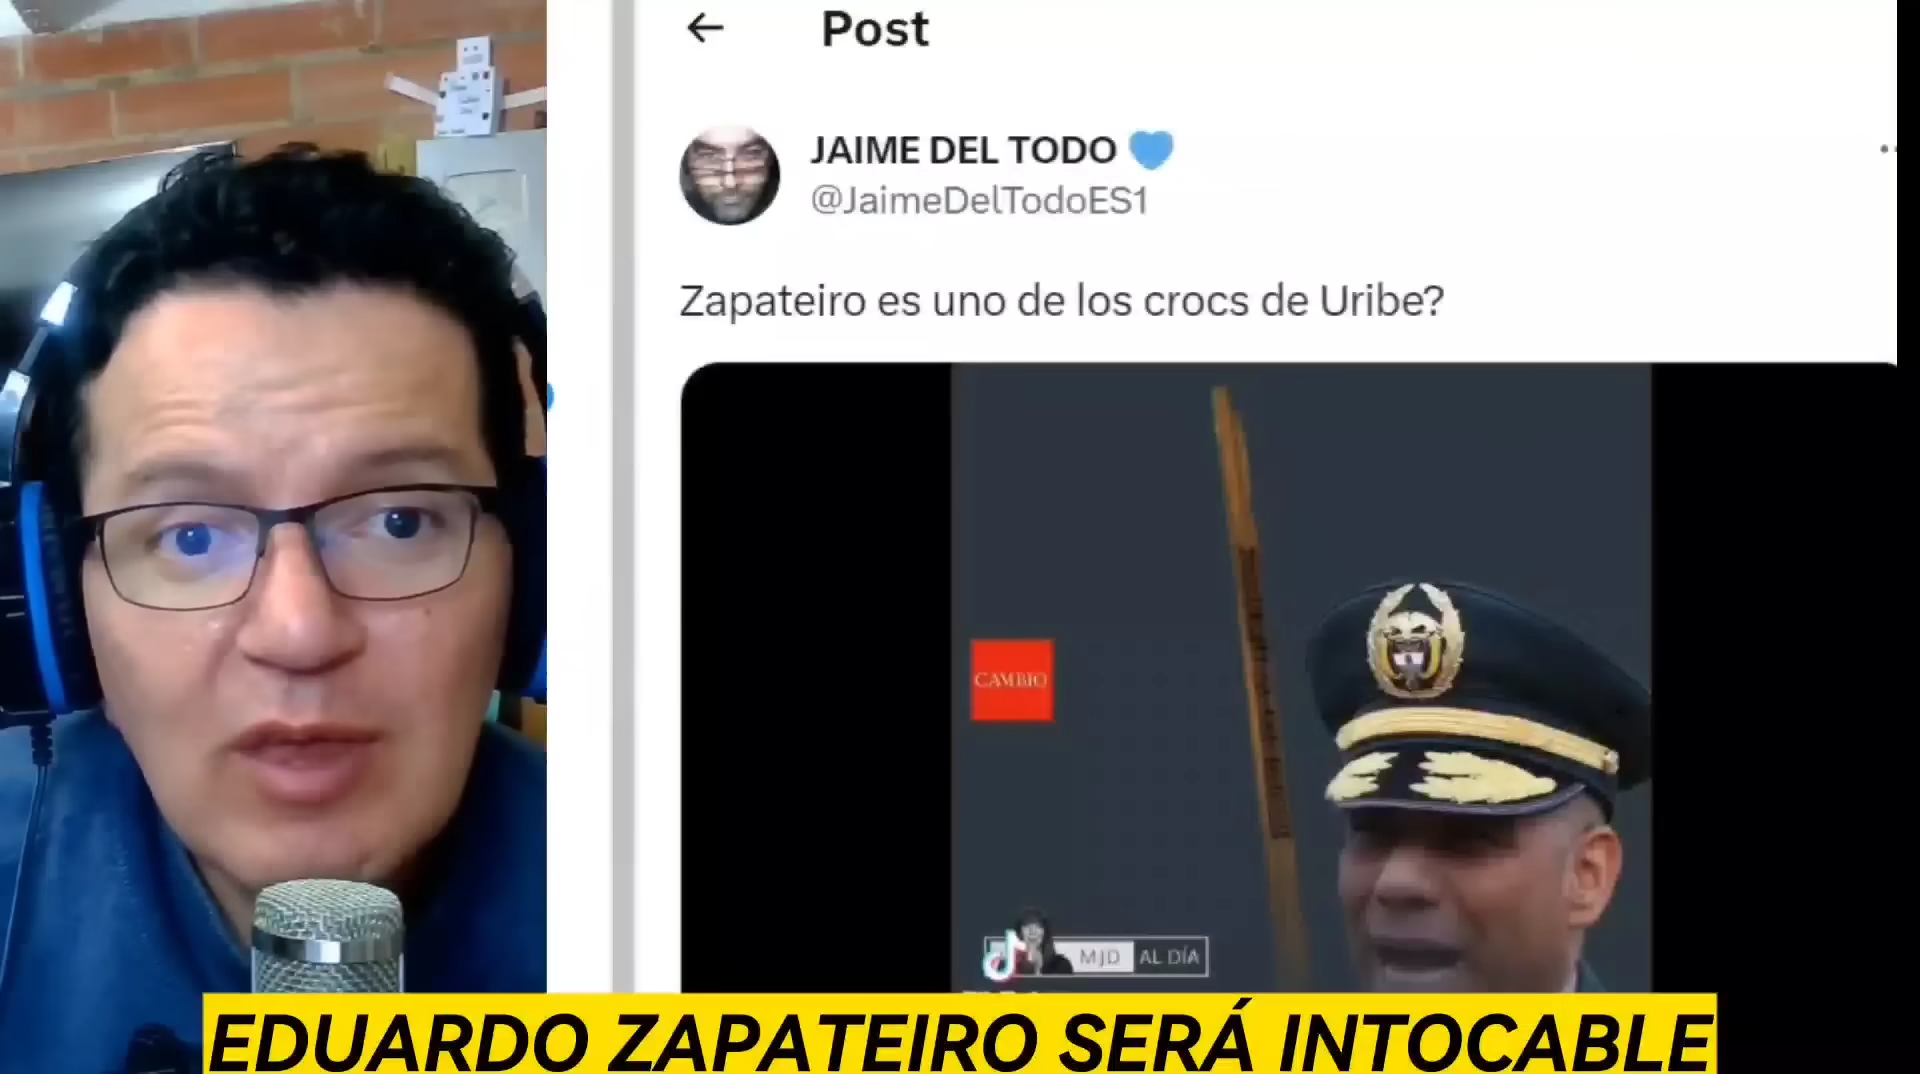 Post
JAIME DEL TODO
@JaimeDelTodoES1
Zapateiro es uno de los crocs de Uribe?
CAMBIO
MJD AL DÍA
EDUARDO ZAPATEIRO SERÁ INTOCABLE